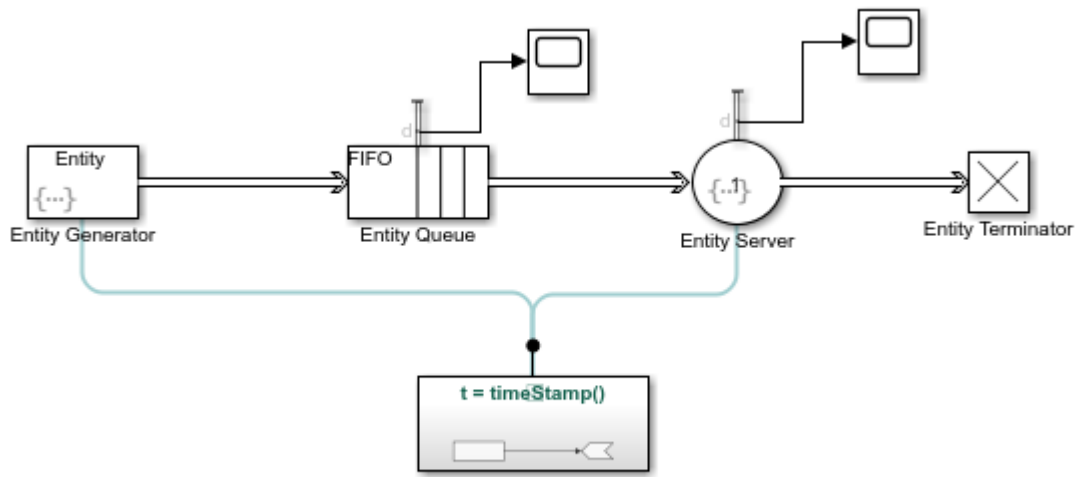 d
d
Entity
{...}
Entity Generator
FIFO
Entity Queue
{..1}
Entity Server
Entity Terminator
t = timeStamp()